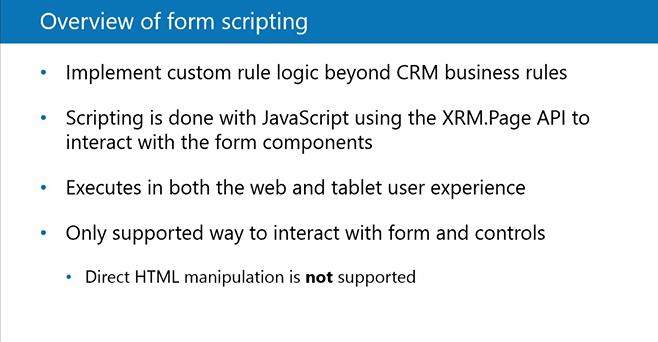 Overview of form scripting
• Implement custom rule logic beyond CRM business rules
• Scripting is done with JavaScript using the XRM.Page API to
interact with the form components
• Executes in both the web and tablet user experience
• Only supported way to interact with form and controls
• Direct HTML manipulation is not supported